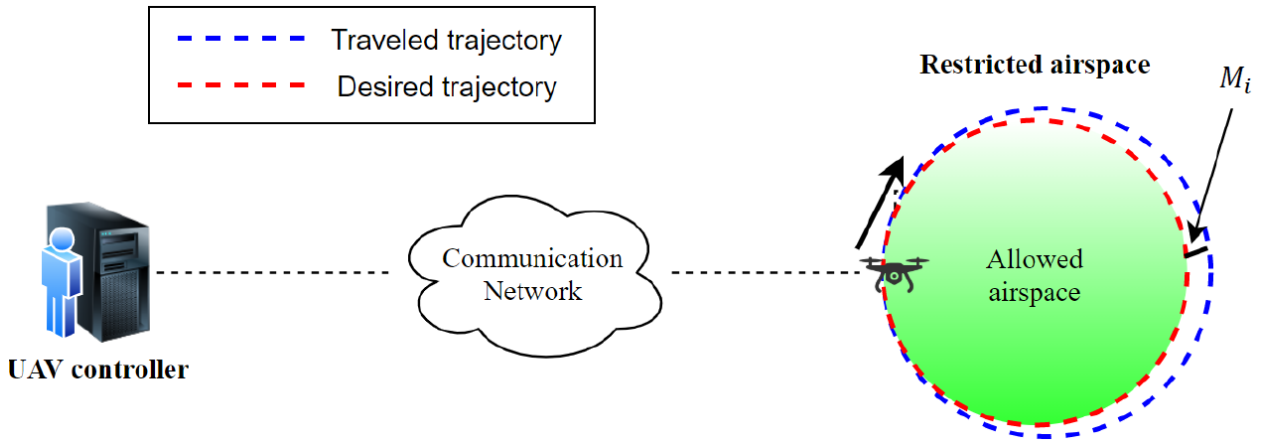 Traveled trajectory
Desired trajectory
Restricted airspace
M_i
Communication
Network
Allowed
airspace
UAV controller